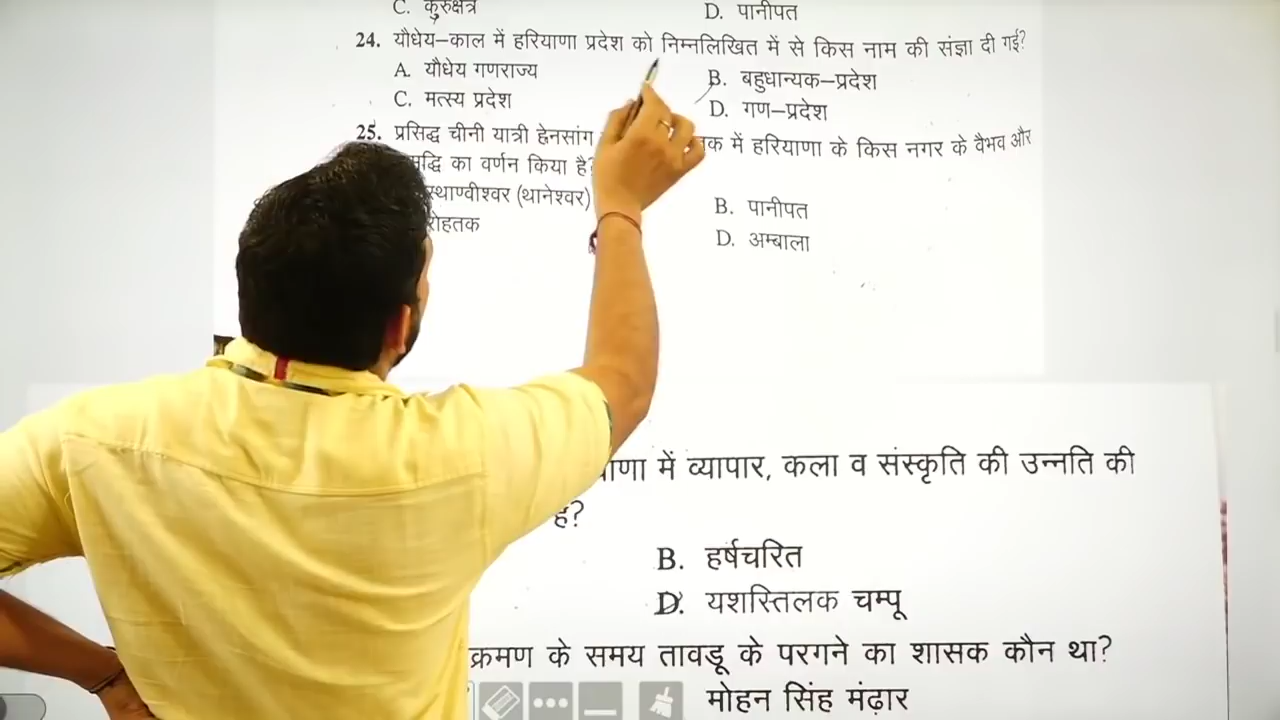 C. कुरुक्षेत्र D. पानीपत
24. यौधेय–काल में हरियाणा प्रदेश को निम्नलिखित में से किस नाम की संज्ञा दी गई?
A. यौधेय गणराज्य B. बहुधान्यक–प्रदेश
C. मत्स्य प्रदेश D. गण–प्रदेश
25. प्रसिद्ध चीनी यात्री ह्वेनसांग में हरियाणा के किस नगर के वैभव और
का वर्णन किया है?
स्थाण्वीश्वर (थानेश्वर) B. पानीपत
रोहतक D. अम्बाला
में व्यापार, कला व संस्कृति की उन्नति की
है?
B. हर्षचरित
D. यशस्तिलक चम्पू
के समय तावडू के परगने का शासक कौन था?
मोहन सिंह मंढ़ार